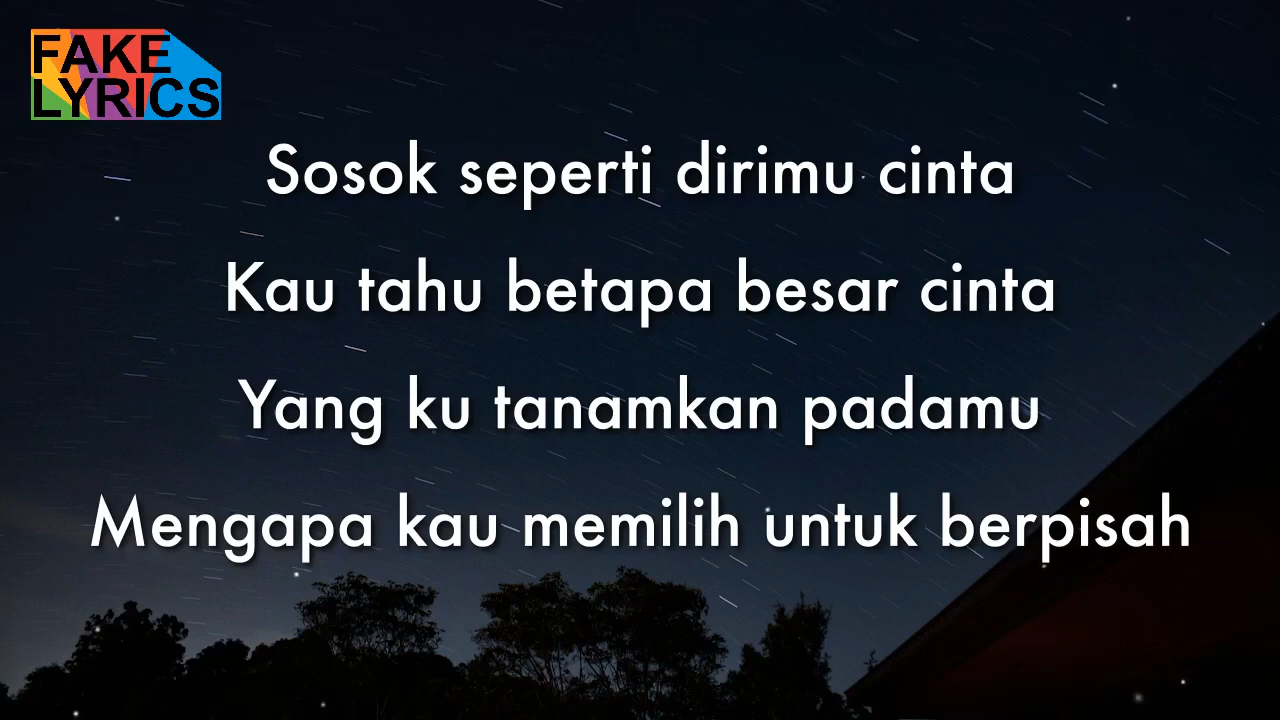 FAKE
LYRICS
Sosok seperti dirimu cinta
Kau tahu betapa besar cinta
Yang ku tanamkan padamu
Mengapa kau memilih untuk berpisah